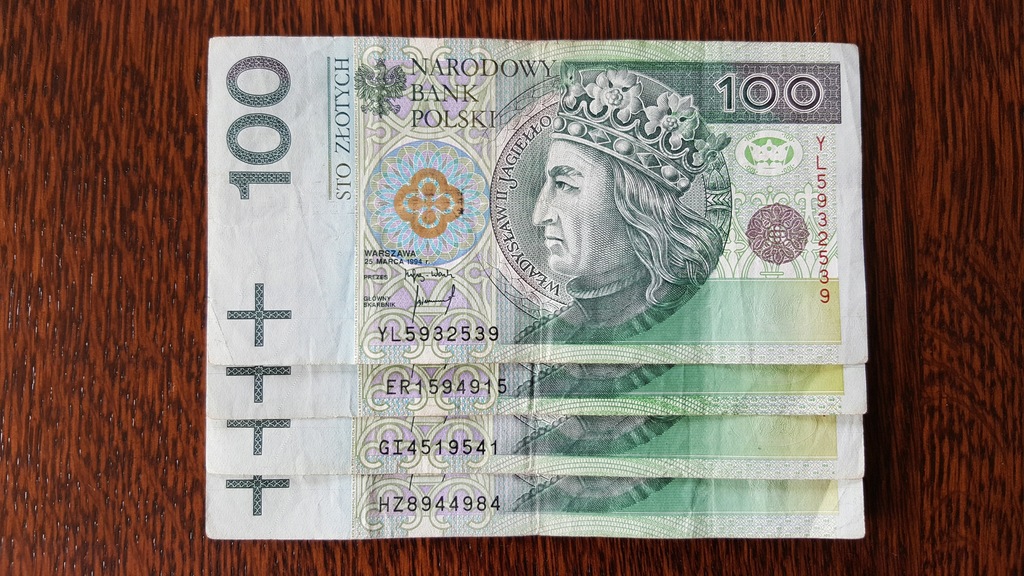 100
STO ZŁOTYCH
NARODOWY
BANK
POLSKI
WŁADYSŁAW II JAGIEŁŁO
100
YL5932539
WARSZAWA
25 MARCA 1994 r.
PREZES
GŁÓWNY
SKARBNIK
YL5932539
ER1594915
GI4519541
HZ8944984